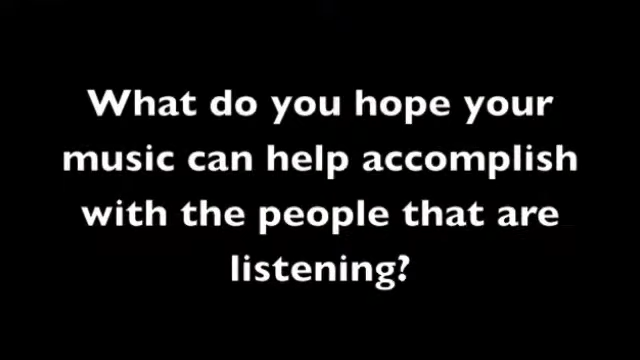 What do you hope your
music can help accomplish
with the people that are
listening?